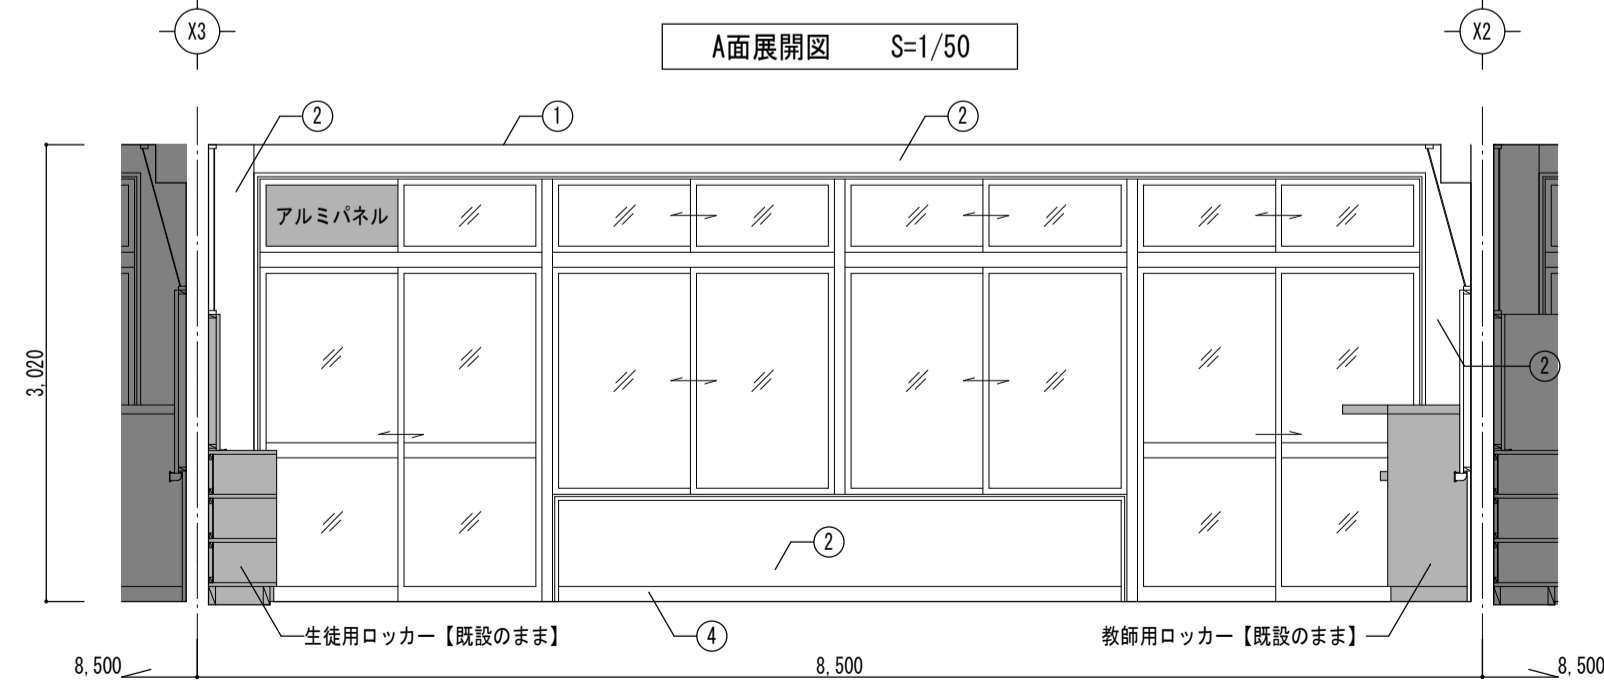 X3
A面展開図 S=1/50
X2
②
①
②
アルミパネル
3,020
②
②
生徒用ロッカー【既設のまま】
④
教師用ロッカー【既設のまま】
8,500
8,500
8,500